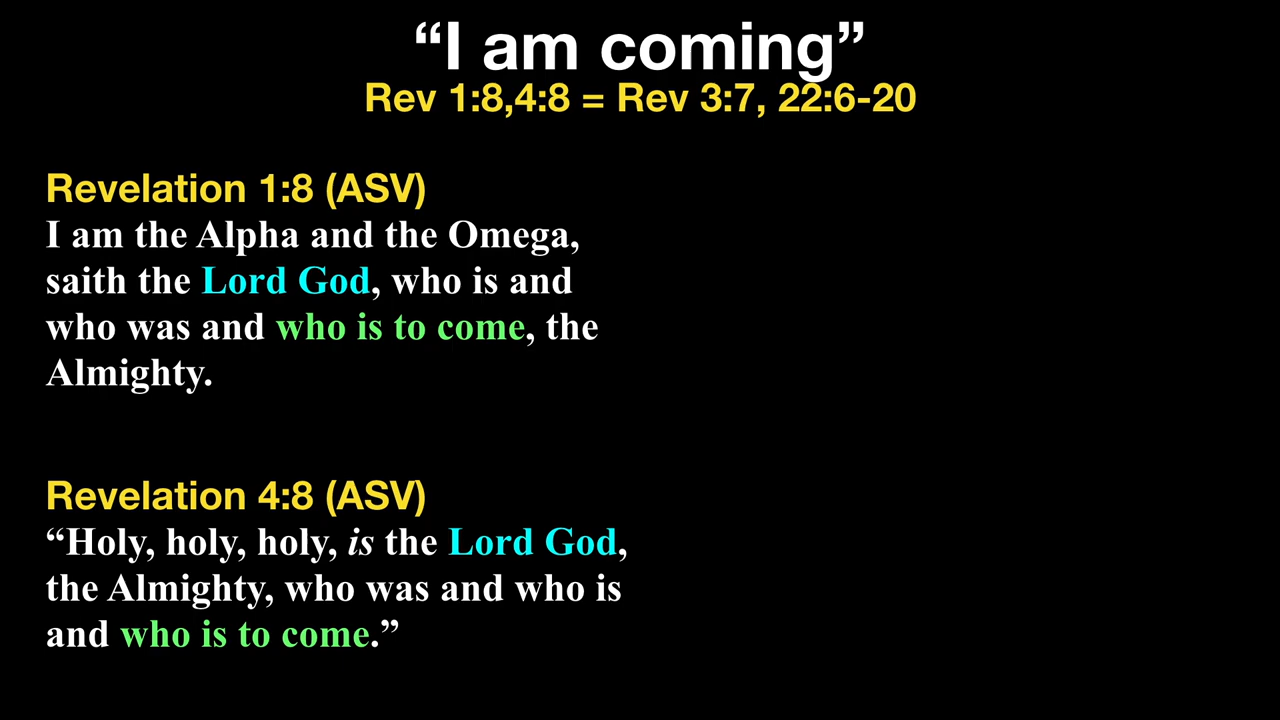 “I am coming”
Rev 1:8,4:8 = Rev 3:7, 22:6-20
Revelation 1:8 (ASV)
I am the Alpha and the Omega,
saith the Lord God, who is and
who was and who is to come, the
Almighty.
Revelation 4:8 (ASV)
“Holy, holy, holy, is the Lord God,
the Almighty, who was and who is
and who is to come.”